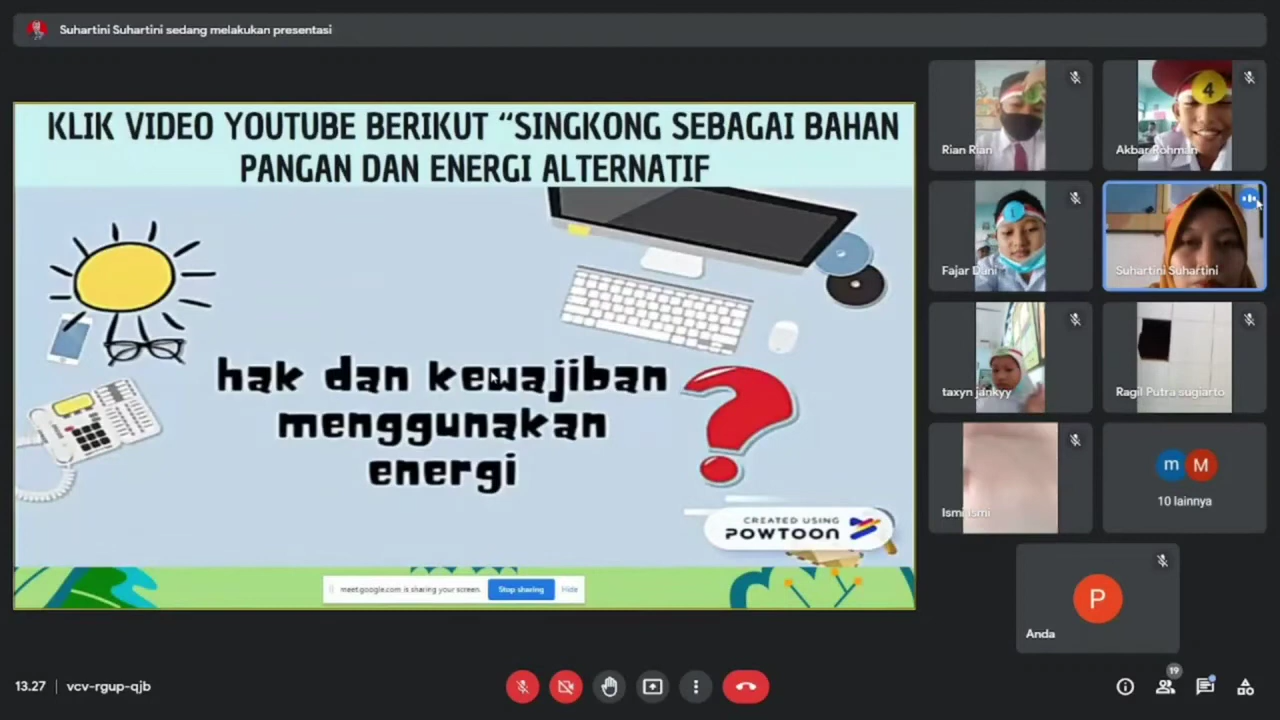 Suhartini Suhartini sedang melakukan presentasi
KLIK VIDEO YOUTUBE BERIKUT “SINGKONG SEBAGAI BAHAN
PANGAN DAN ENERGI ALTERNATIF
hak dan kewajiban
menggunakan
energi
?
CREATED USING
POWTOON
meet.google.com is sharing your screen.
Stop sharing
Hide
Rian Rian
4
Akbar Rohman
1
Fajar Dani
Suhartini Suhartini
taxyn jankyy
Ragil Putra sugiarto
Ismi ismi
m M
10 lainnya
P
Anda
13.27
vcv-rgup-qjb
19